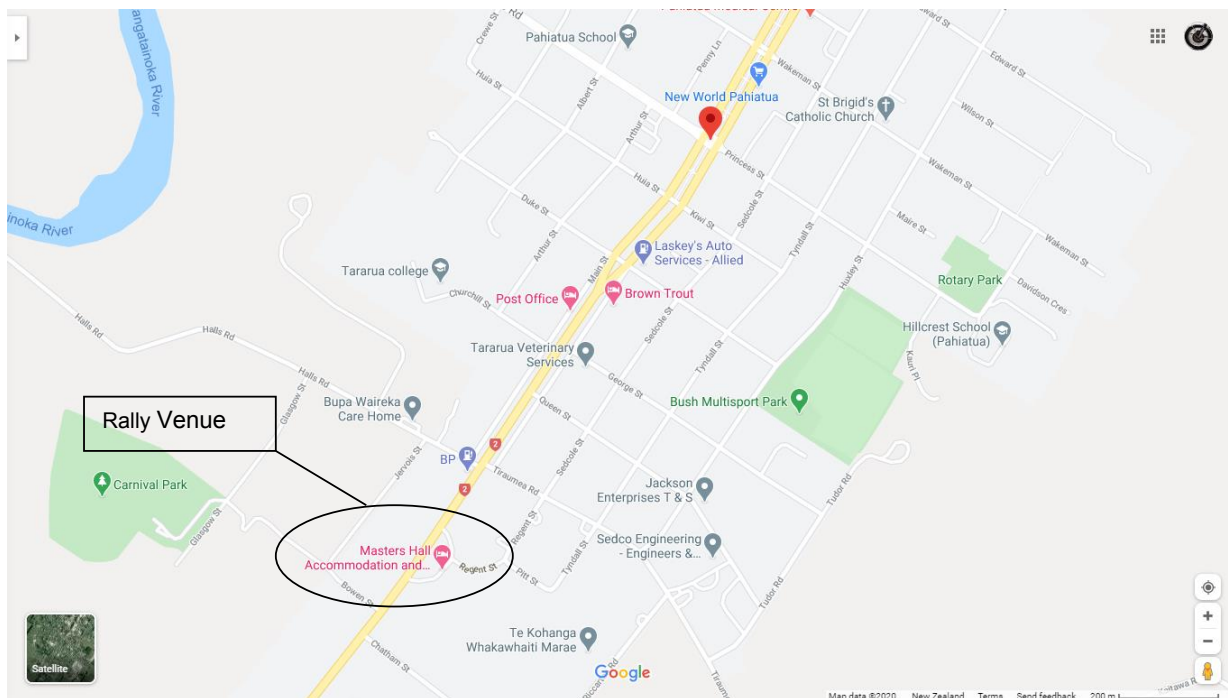 Pahiatua Medical Centre
Rd
Crewe St
Pahiatua School
Penny Ln
Edward St
Wakeman St
New World Pahiatua
St Brigid's
Catholic Church
Wilson St
Huia St
Albert St
Arthur St
Princess St
Wakeman St
angatainoka River
inoka River
Huia St
Duke St
Kiwi St
Sedcole St
Tyndall St
Maire St
Wakeman St
Arthur St
Main St
Laskey's Auto
Services - Allied
Huxley St
Rotary Park
Davidson Cres
Tararua college
Churchill St
Post Office
Brown Trout
Sedcole St
Hillcrest School
(Pahiatua)
Halls Rd
Halls Rd
Tararua Veterinary
Services
Tyndall St
Kauri Pl
Halls Rd
Glasgow St
George St
Bupa Waireka
Care Home
Queen St
Bush Multisport Park
Rally Venue
2
BP
Jervois St
Sedcole St
Tiraumea Rd
Carnival Park
2
Jackson
Enterprises T & S
Tudor Rd
Glasgow St
Regent St
Masters Hall
Accommodation and...
Regent St
Pitt St
Tyndall St
Sedco Engineering
- Engineers &...
Bowen St
Tudor Rd
Chatham St
Te Kohanga
Whakawhaiti Marae
Satellite
Google
Map data ©2020 New Zealand Terms Send feedback 200 m